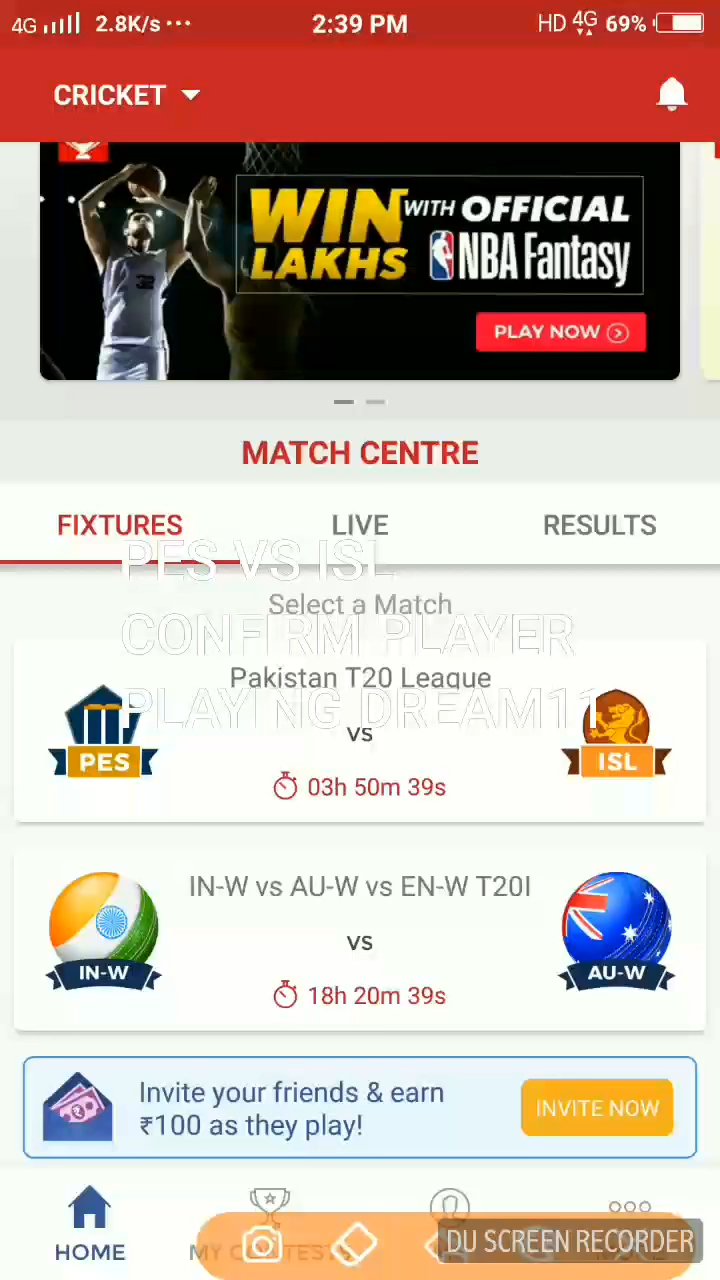 4G 2.8K/s ... 2:39 PM HD 4G 69%
CRICKET
WIN WITH OFFICIAL
LAKHS NBA Fantasy
32
PLAY NOW
MATCH CENTRE
FIXTURES LIVE RESULTS
PES VS ISL
Select a Match
CONFIRM PLAYER
Pakistan T20 League
PLAYING DREAM11
vs
PES ISL
03h 50m 39s
IN-W vs AU-W vs EN-W T20I
vs
IN-W AU-W
18h 20m 39s
Invite your friends & earn
₹100 as they play!
INVITE NOW
HOME MY CONTESTS
DU SCREEN RECORDER